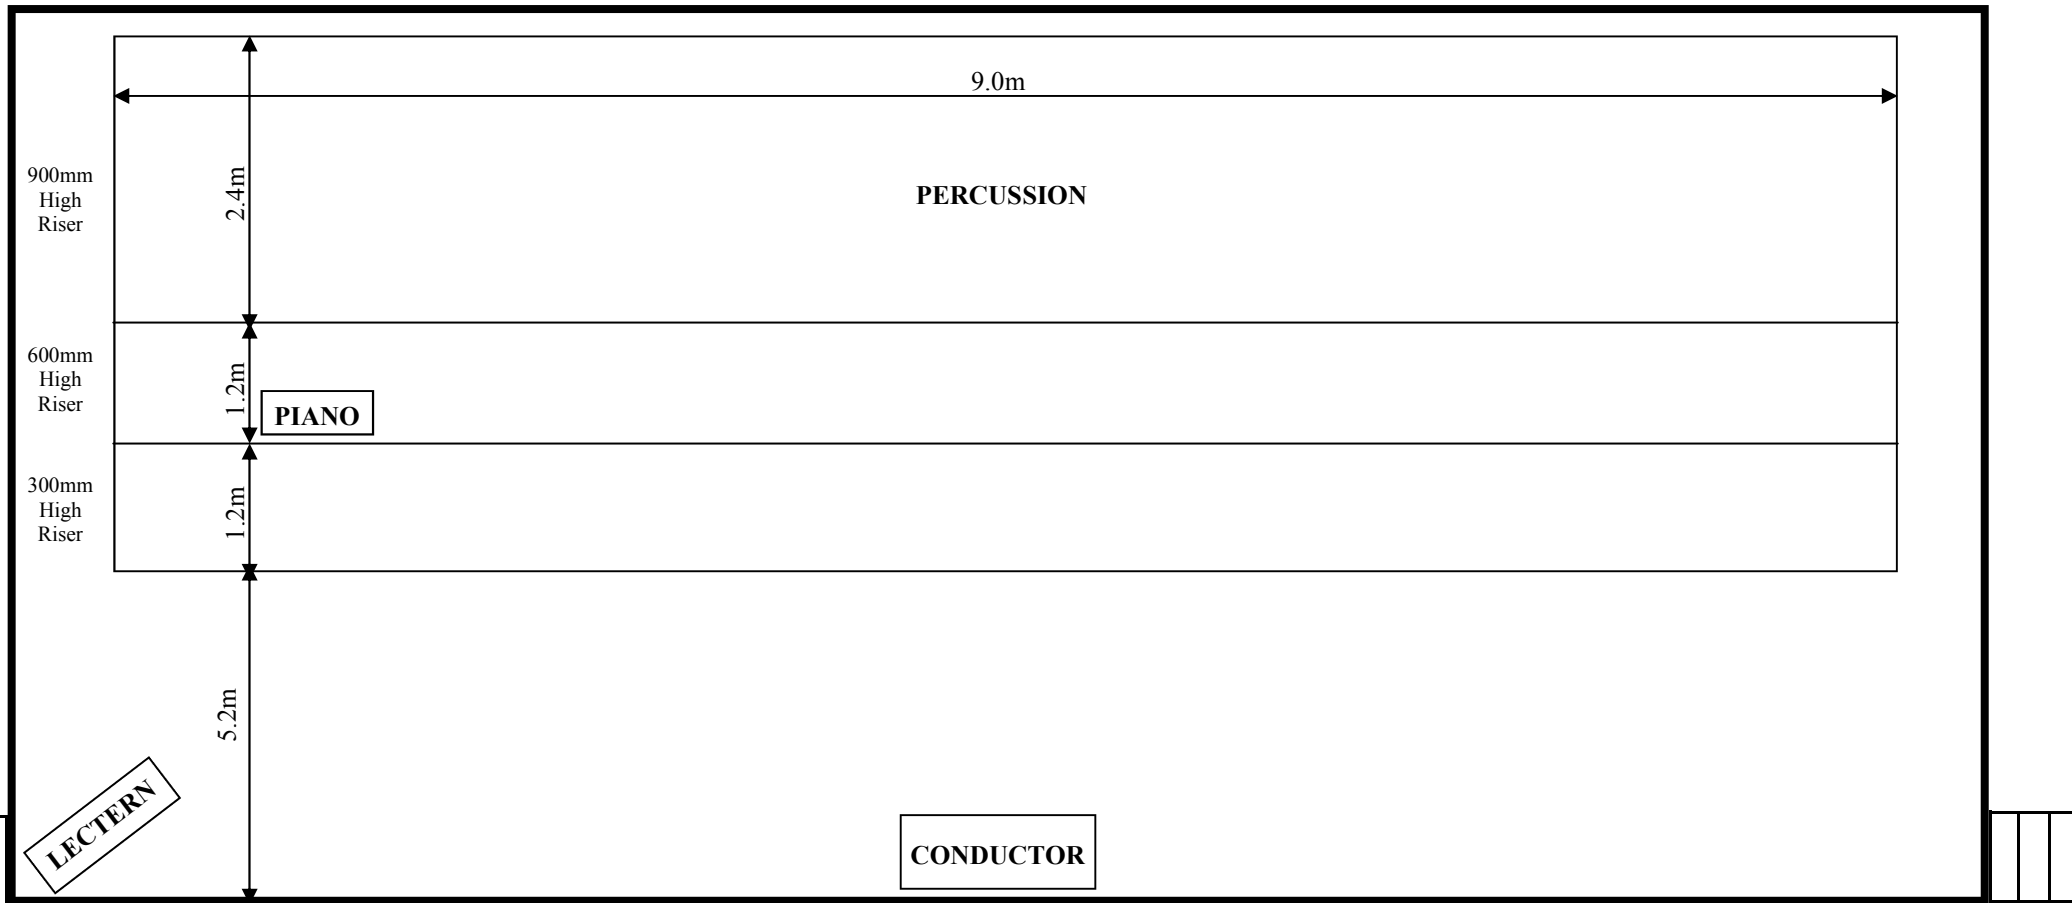 9.0m
900mm
High
Riser
2.4m
PERCUSSION
600mm
High
Riser
1.2m
PIANO
300mm
High
Riser
1.2m
5.2m
LECTERN
CONDUCTOR